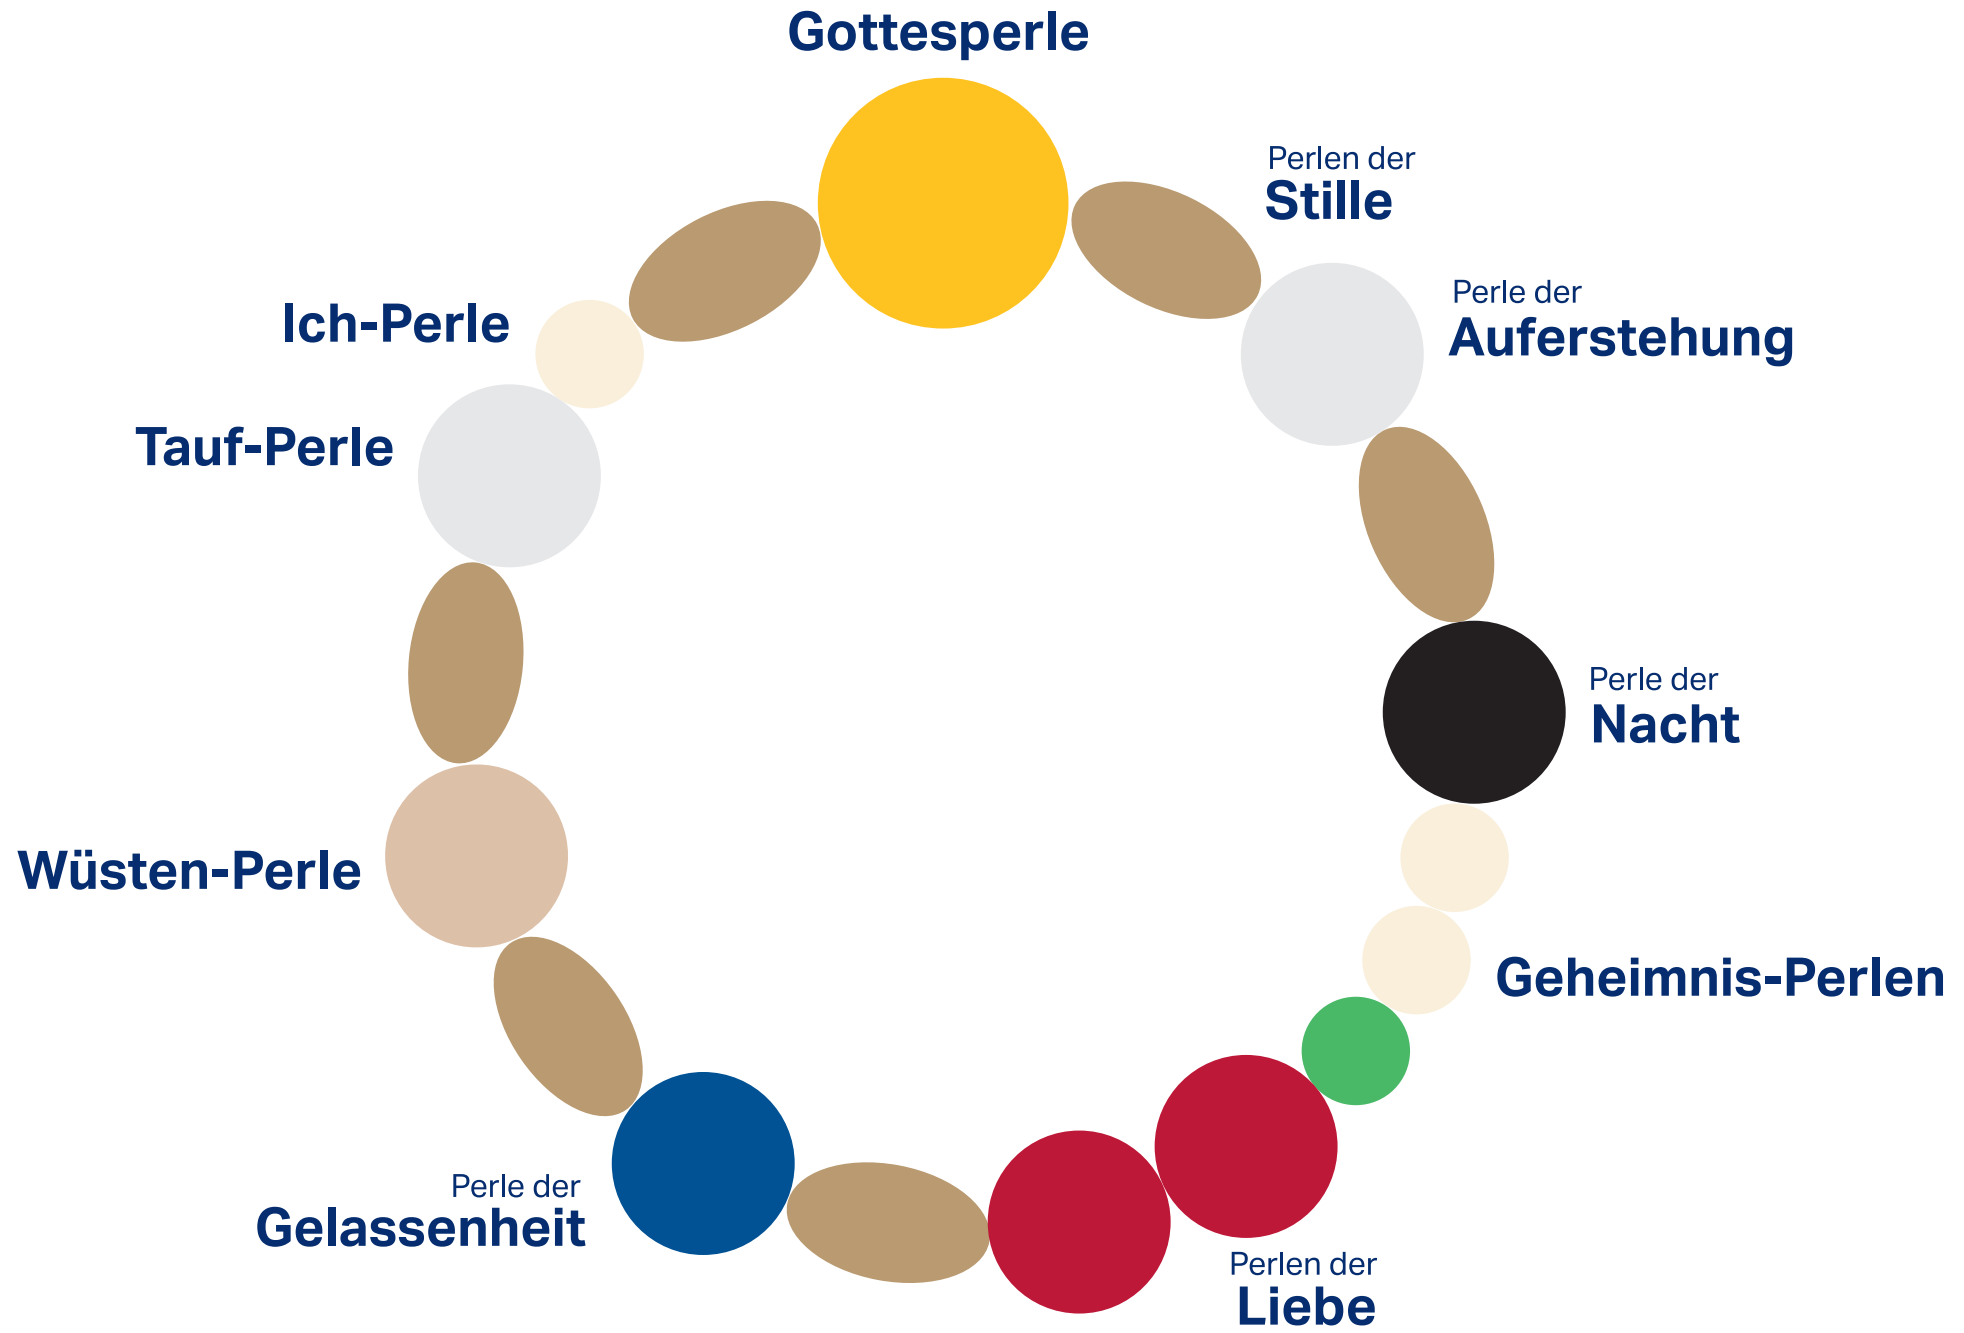 Gottesperle
Perlen der
Stille
Perle der
Auferstehung
Ich-Perle
Tauf-Perle
Perle der
Nacht
Wüsten-Perle
Geheimnis-Perlen
Perle der
Gelassenheit
Perlen der
Liebe